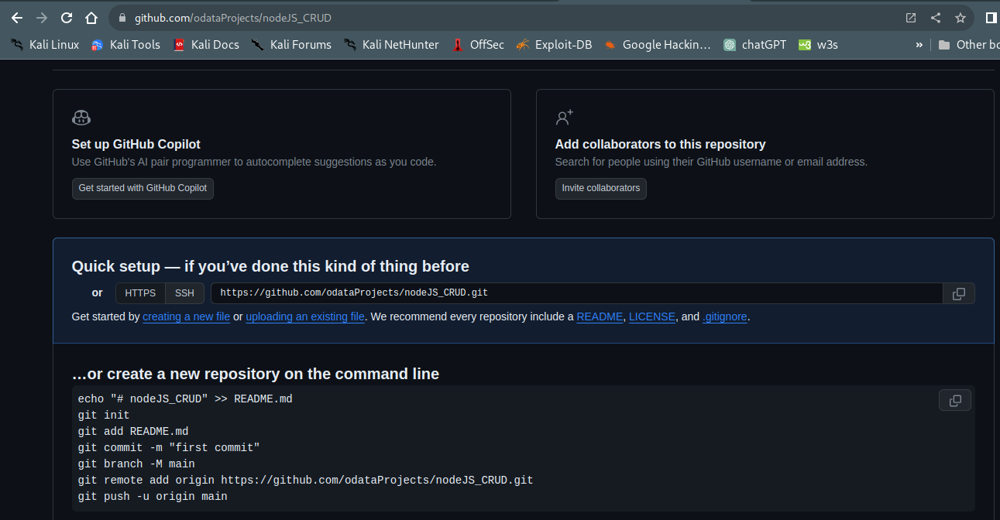 github.com/odataProjects/nodeJS_CRUD
Kali Linux Kali Tools Kali Docs Kali Forums Kali NetHunter OffSec Exploit-DB Google Hackin… chatGPT w3s » Other bo
Set up GitHub Copilot
Use GitHub's AI pair programmer to autocomplete suggestions as you code.
Get started with GitHub Copilot
Add collaborators to this repository
Search for people using their GitHub username or email address.
Invite collaborators
Quick setup — if you’ve done this kind of thing before
or HTTPS SSH https://github.com/odataProjects/nodeJS_CRUD.git
Get started by creating a new file or uploading an existing file. We recommend every repository include a README, LICENSE, and .gitignore.
…or create a new repository on the command line
echo "# nodeJS_CRUD" >> README.md
git init
git add README.md
git commit -m "first commit"
git branch -M main
git remote add origin https://github.com/odataProjects/nodeJS_CRUD.git
git push -u origin main